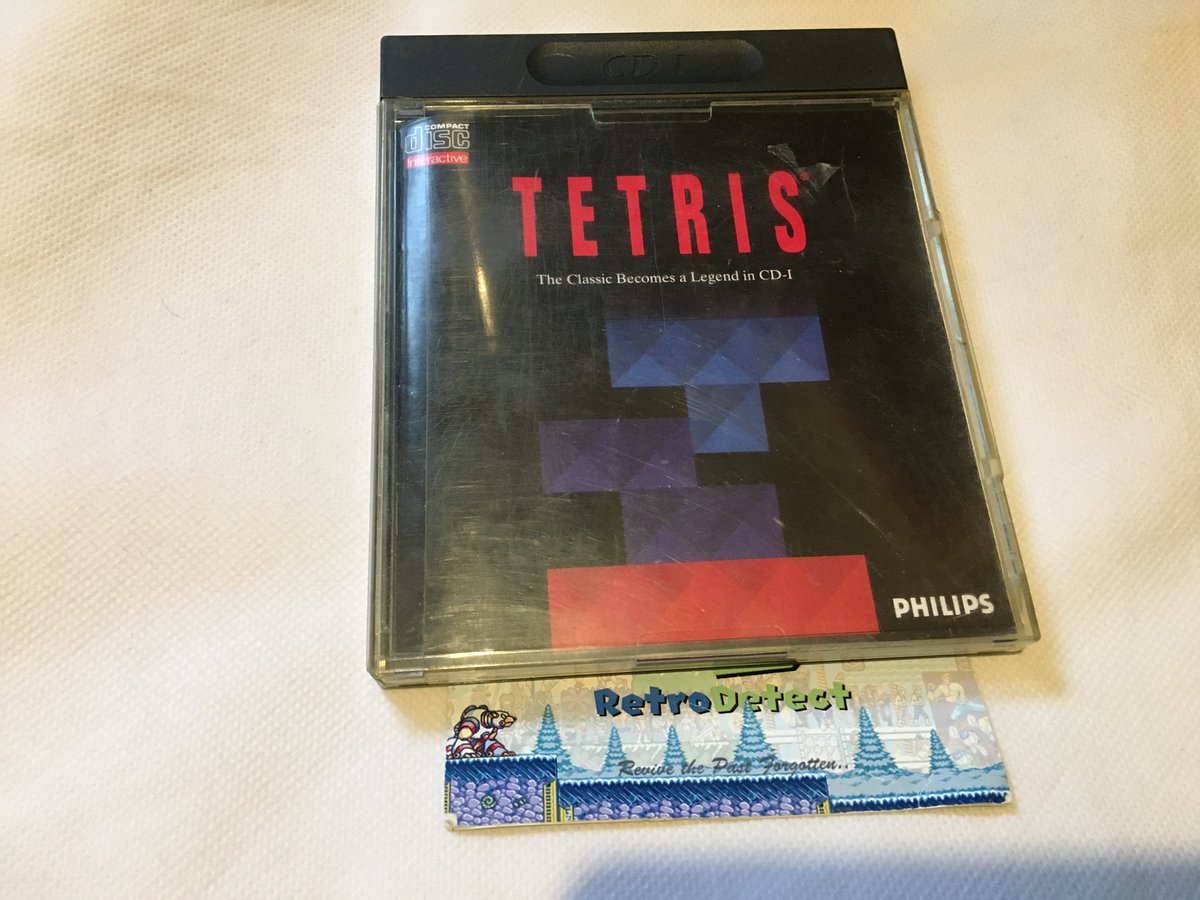 CD-I
COMPACT
disc
Interactive
TETRIS®
The Classic Becomes a Legend in CD-I
PHILIPS
RetroDetect
Revive the Past Forgotten..